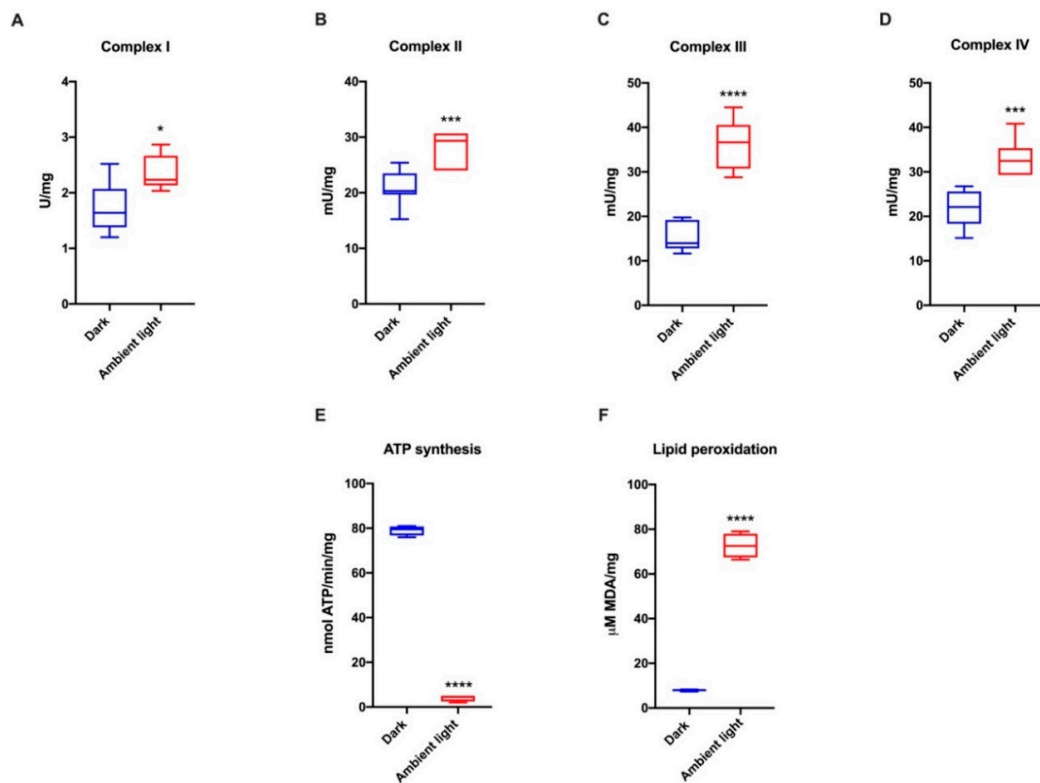 A
Complex I
U/mg
4
3
2
1
0
*
Dark
Ambient light
B
Complex II
mU/mg
40
30
20
10
0
***
Dark
Ambient light
C
Complex III
mU/mg
50
40
30
20
10
0
****
Dark
Ambient light
D
Complex IV
mU/mg
50
40
30
20
10
0
***
Dark
Ambient light
E
ATP synthesis
nmol ATP/min/mg
100
80
60
40
20
0
****
Dark
Ambient light
F
Lipid peroxidation
μM MDA/mg
100
80
60
40
20
0
****
Dark
Ambient light